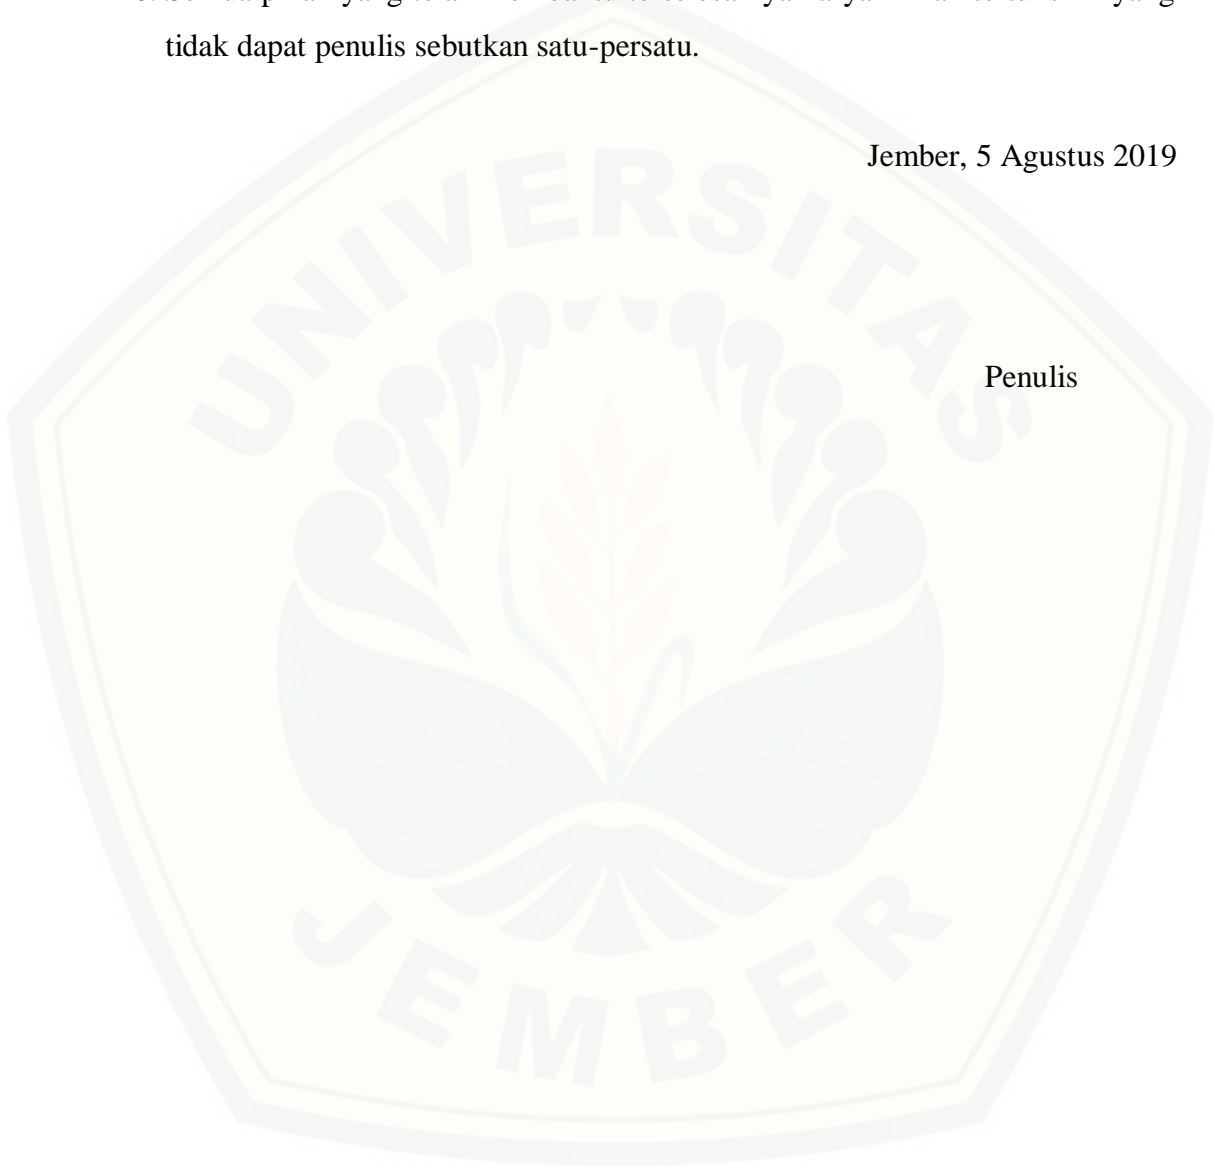 tidak dapat penulis sebutkan satu-persatu.
Jember, 5 Agustus 2019
Penulis
UNIVERSITAS
JEMBER